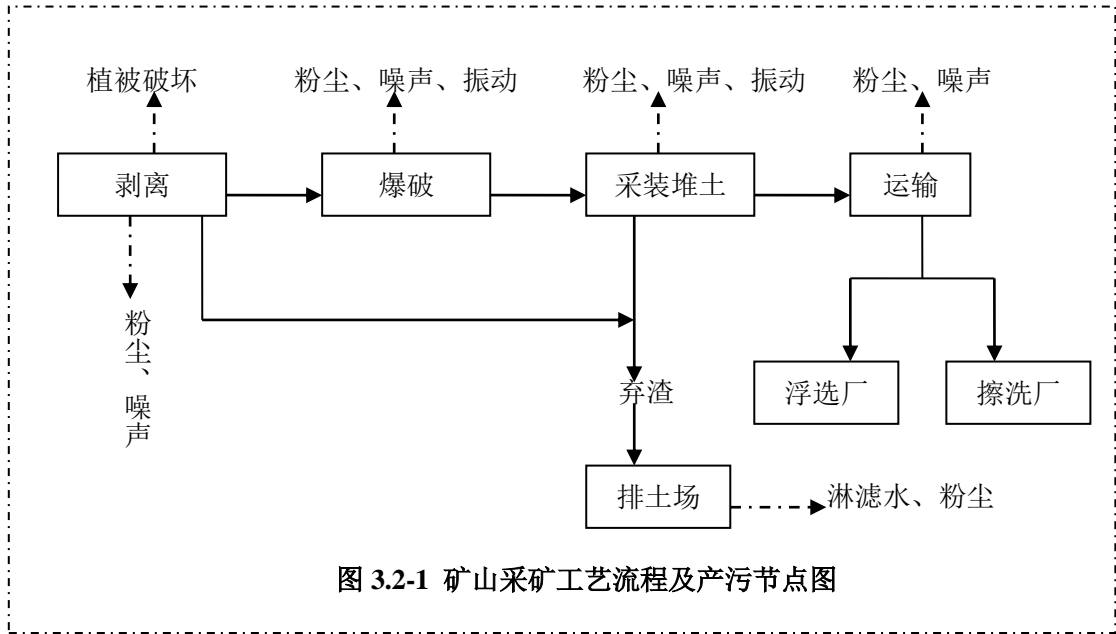 植被破坏
粉尘、噪声、振动
粉尘、噪声、振动
粉尘、噪声
剥离
爆破
采装堆土
运输
粉尘、噪声
浮选厂
擦洗厂
弃渣
排土场
淋滤水、粉尘
图 3.2-1 矿山采矿工艺流程及产污节点图